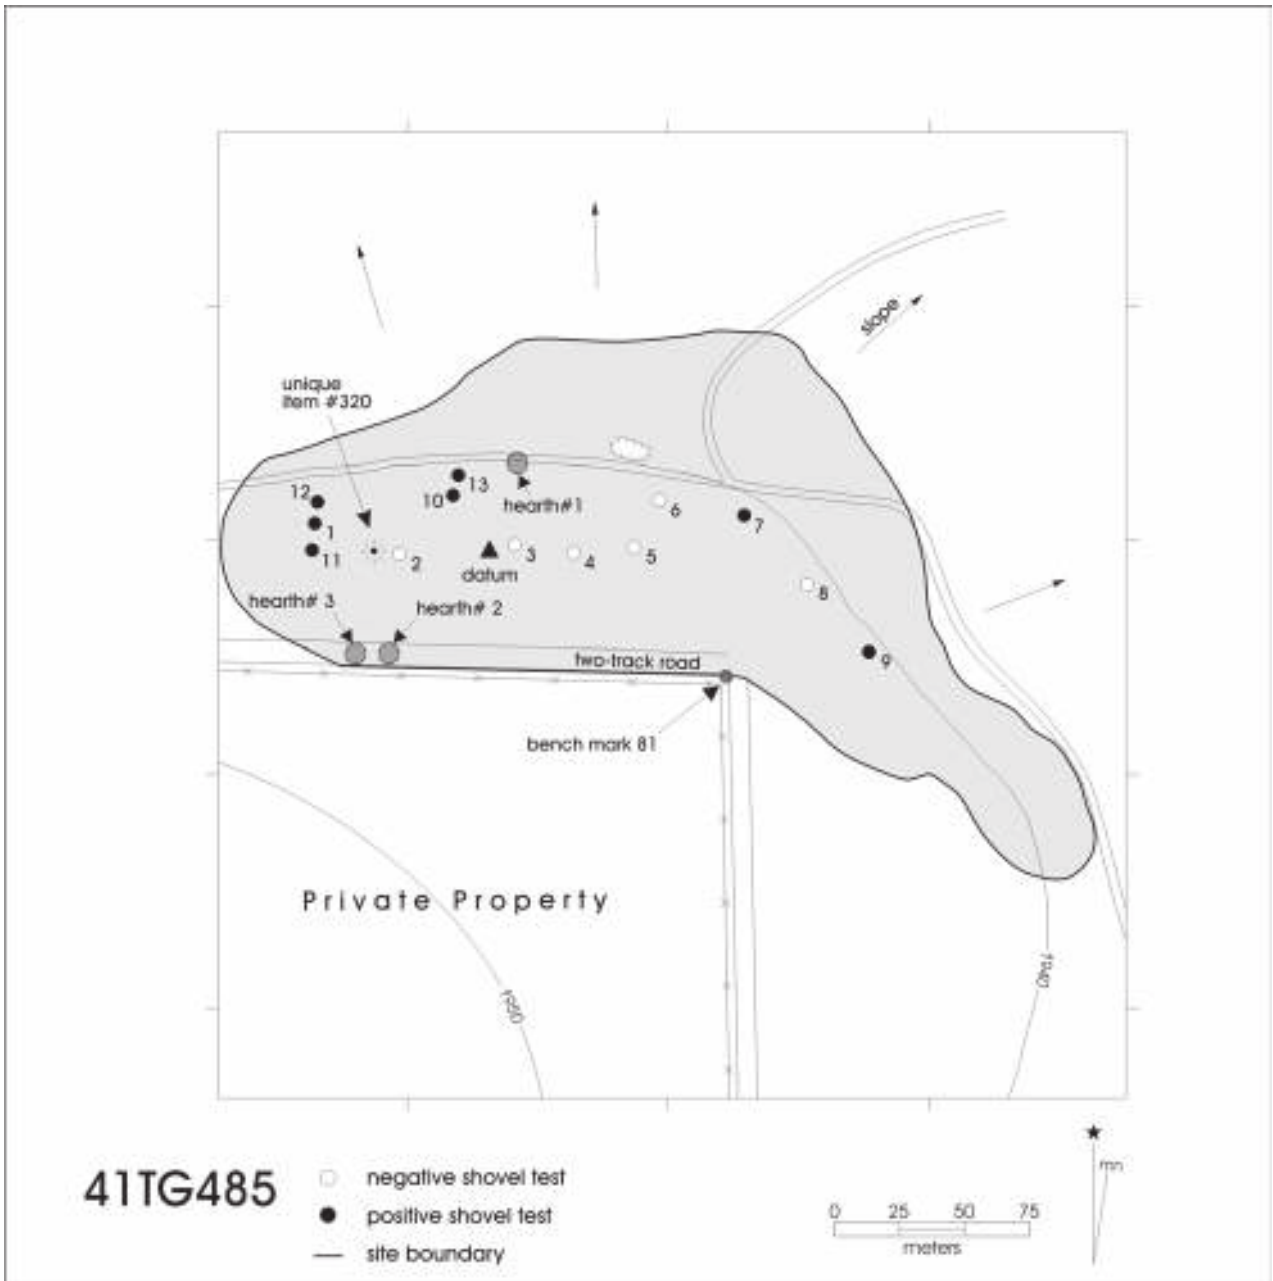 slope
unique
item #320
12
13
10
hearth#1
6
7
1
11
2
3
4
5
datum
8
hearth# 3
hearth# 2
two-track road
9
bench mark 81
Private Property
1940
mn
41TG485
negative shovel test
positive shovel test
site boundary
0 25 50 75
meters